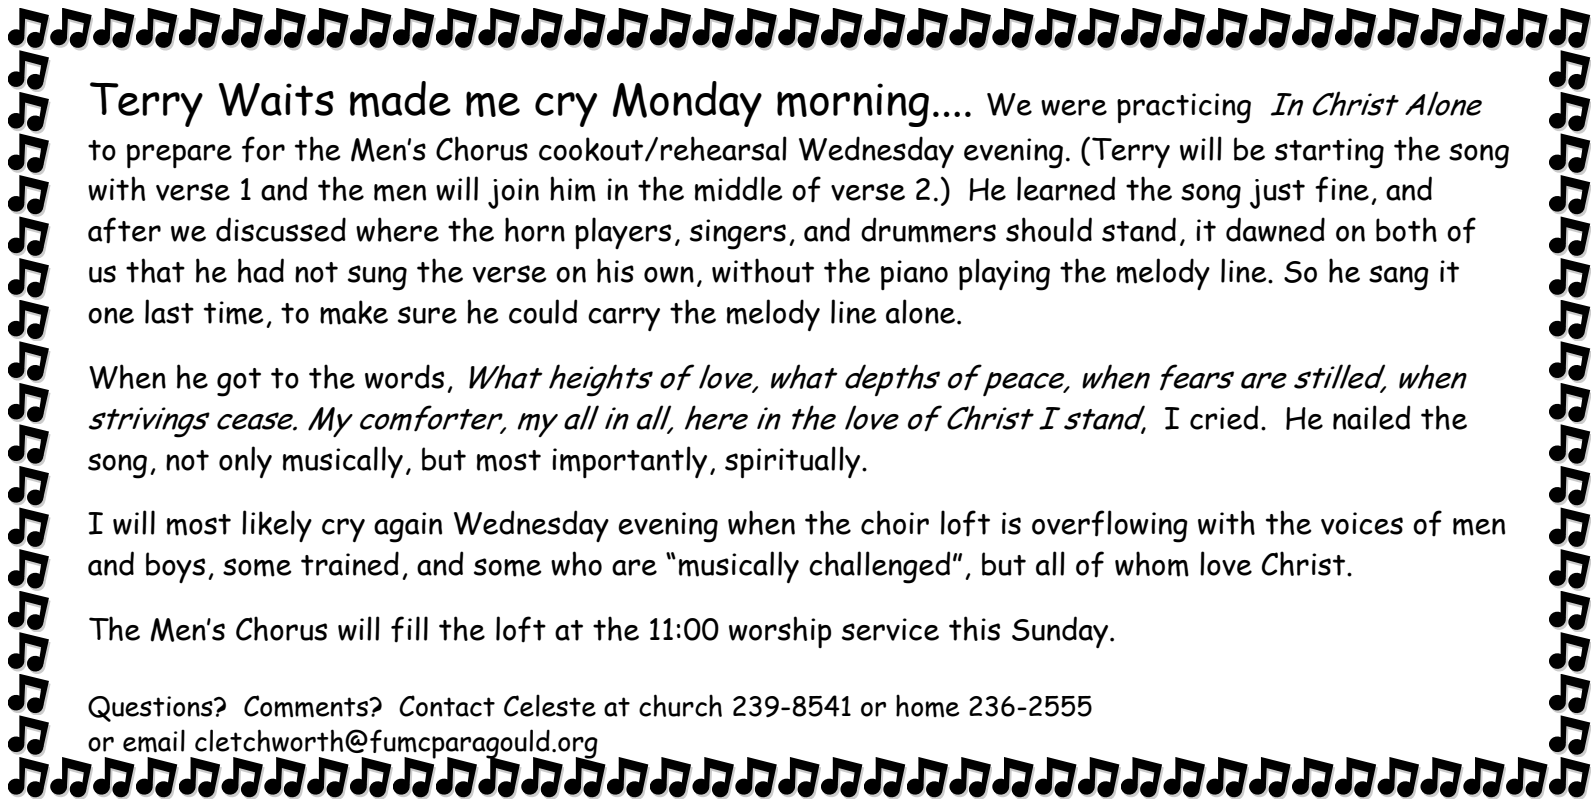 Terry Waits made me cry Monday morning.... We were practicing In Christ Alone
to prepare for the Men’s Chorus cookout/rehearsal Wednesday evening. (Terry will be starting the song
with verse 1 and the men will join him in the middle of verse 2.) He learned the song just fine, and
after we discussed where the horn players, singers, and drummers should stand, it dawned on both of
us that he had not sung the verse on his own, without the piano playing the melody line. So he sang it
one last time, to make sure he could carry the melody line alone.
When he got to the words, What heights of love, what depths of peace, when fears are stilled, when
strivings cease. My comforter, my all in all, here in the love of Christ I stand, I cried. He nailed the
song, not only musically, but most importantly, spiritually.
I will most likely cry again Wednesday evening when the choir loft is overflowing with the voices of men
and boys, some trained, and some who are “musically challenged”, but all of whom love Christ.
The Men’s Chorus will fill the loft at the 11:00 worship service this Sunday.
Questions? Comments? Contact Celeste at church 239-8541 or home 236-2555
or email cletchworth@fumcparagould.org